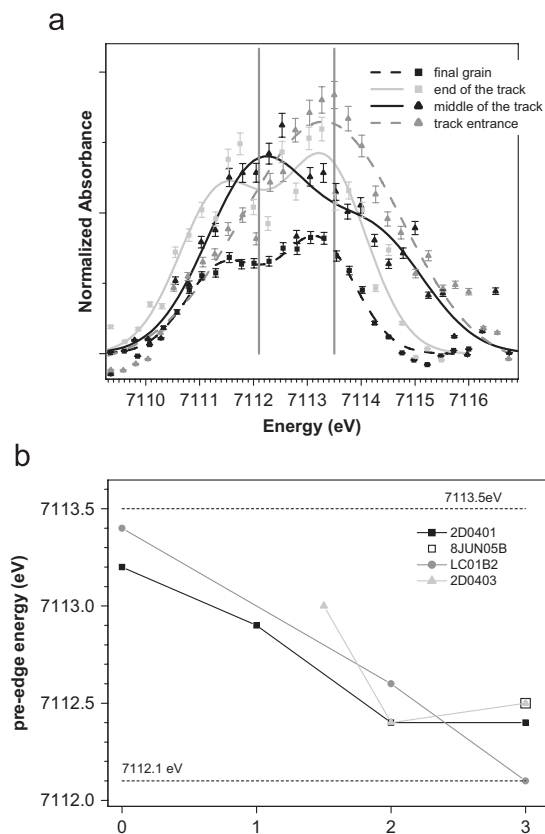 a
final grain
end of the track
middle of the track
track entrance
Normalized Absorbance
7110 7111 7112 7113 7114 7115 7116
Energy (eV)
b
7113.5
7113.0
7112.5
7112.0
pre-edge energy (eV)
7113.5eV
2D0401
8JUN05B
LC01B2
2D0403
7112.1 eV
0 1 2 3